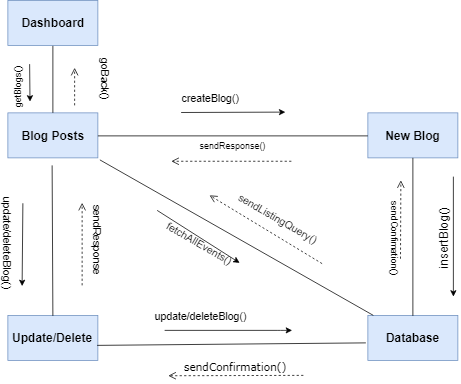 Dashboard
getBlogs()
goBack()
createBlog()
Blog Posts
New Blog
sendResponse()
update/deleteBlog()
sendResponse
sendListingQuery()
fetchAllEvents()
sendConfirmation()
insertBlog()
update/deleteBlog()
Update/Delete
Database
sendConfirmation()